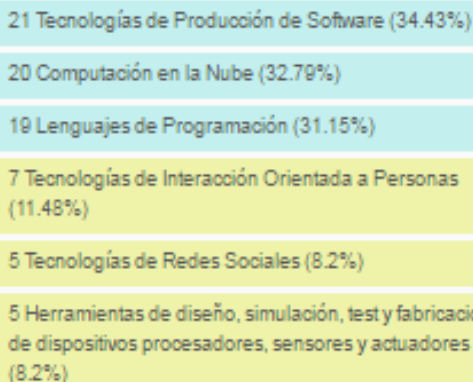 21 Tecnologías de Producción de Software (34.43%)
20 Computación en la Nube (32.79%)
19 Lenguajes de Programación (31.15%)
7 Tecnologías de Interacción Orientada a Personas
(11.48%)
5 Tecnologías de Redes Sociales (8.2%)
5 Herramientas de diseño, simulación, test y fabricació
de dispositivos procesadores, sensores y actuadores
(8.2%)